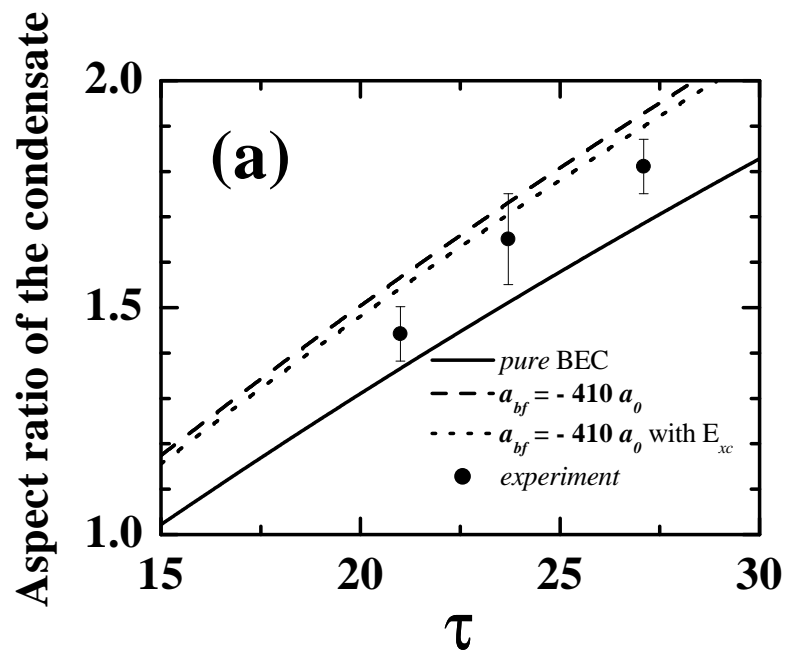 Aspect ratio of the condensate
2.0
1.5
1.0
(a)
pure BEC
a_bf = - 410 a_0
a_bf = - 410 a_0 with E_xc
experiment
15 20 25 30
τ